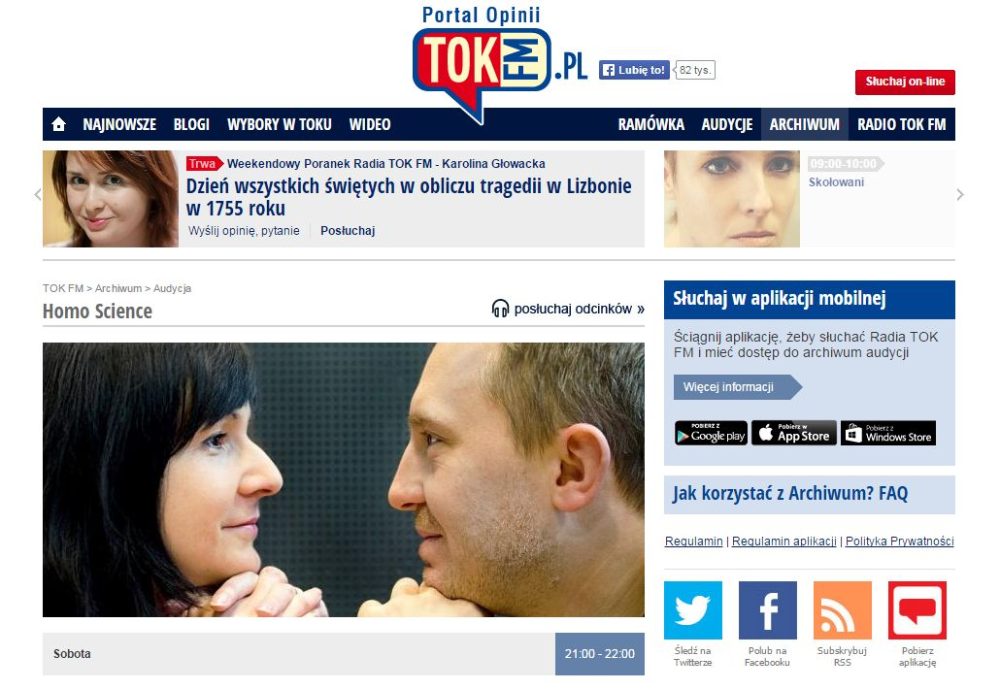 Portal Opinii
TOK FM .PL
Lubię to! 82 tys.
Słuchaj on-line
NAJNOWSZE BLOGI WYBORY W TOKU WIDEO RAMÓWKA AUDYCJE ARCHIWUM RADIO TOK FM
Trwa Weekendowy Poranek Radia TOK FM - Karolina Głowacka
Dzień wszystkich świętych w obliczu tragedii w Lizbonie
w 1755 roku
Wyślij opinię, pytanie Posłuchaj
09:00-10:00
Skołowani
TOK FM > Archiwum > Audycja
Homo Science
posłuchaj odcinków »
Sobota 21:00 - 22:00
Słuchaj w aplikacji mobilnej
Ściągnij aplikację, żeby słuchać Radia TOK
FM i mieć dostęp do archiwum audycji
Więcej informacji
POBIERZ Z
Google play
Pobierz w
App Store
Pobierz z
Windows Store
Jak korzystać z Archiwum? FAQ
Regulamin | Regulamin aplikacji | Polityka Prywatności
Śledź na
Twitterze
Polub na
Facebooku
Subskrybuj
RSS
Pobierz
aplikację